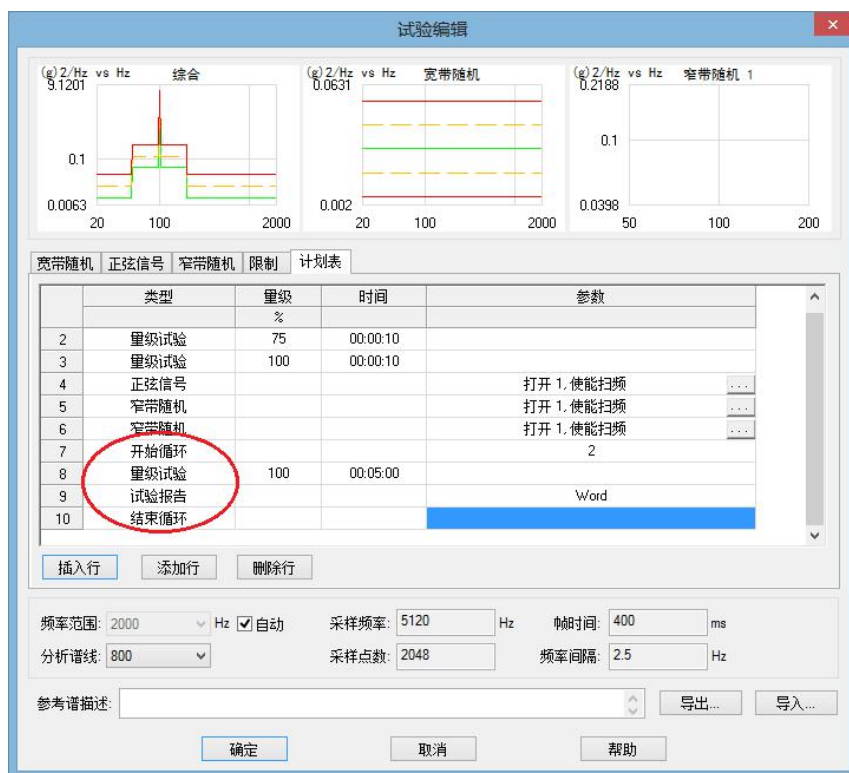 试验编辑
(g)2/Hz vs Hz 综合
9.1201
0.1
0.0063
20 100 2000
(g)2/Hz vs Hz 宽带随机
0.0631
0.002
20 100 2000
(g)2/Hz vs Hz 窄带随机 1
0.2188
0.1
0.0398
50 100 200
宽带随机 正弦信号 窄带随机 限制 计划表
类型 量级 时间 参数
%
2 量级试验 75 00:00:10
3 量级试验 100 00:00:10
4 正弦信号 打开 1,使能扫频 ...
5 窄带随机 打开 1,使能扫频 ...
6 窄带随机 打开 1,使能扫频 ...
7 开始循环 2
8 量级试验 100 00:05:00
9 试验报告 Word
10 结束循环
插入行 添加行 删除行
频率范围: 2000 Hz 自动 采样频率: 5120 Hz 帧时间: 400 ms
分析谱线: 800 采样点数: 2048 频率间隔: 2.5 Hz
参考谱描述: 导出... 导入...
确定 取消 帮助